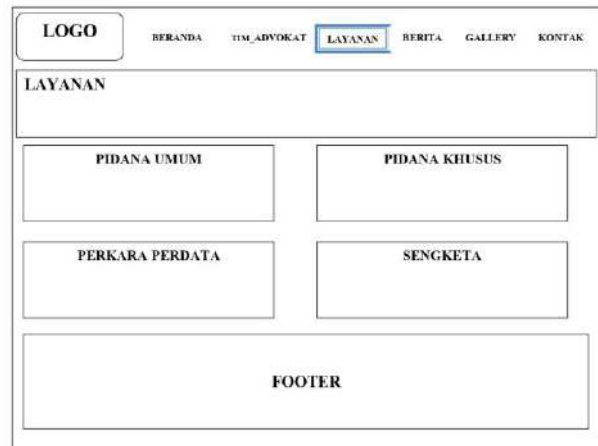 LOGO
BERANDA TIM_ADVOKAT LAYANAN BERITA GALLERY KONTAK
LAYANAN
PIDANA UMUM PIDANA KHUSUS
PERKARA PERDATA SENGKETA
FOOTER